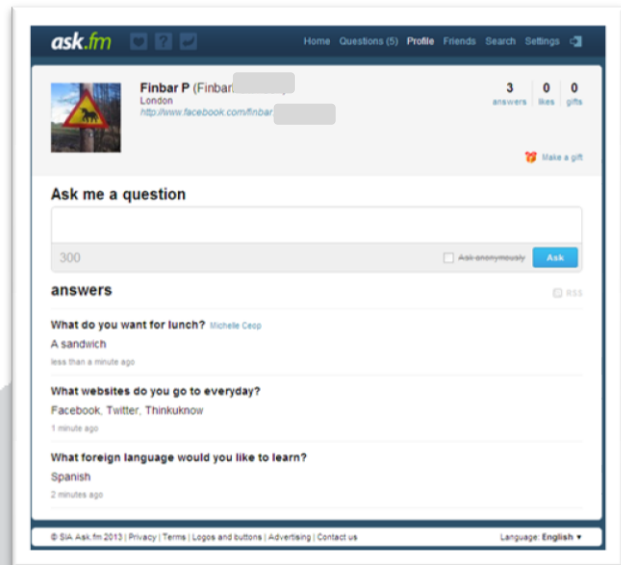 ask.fm
Home Questions (5) Profile Friends Search Settings
Finbar P (Finbar
London
http://www.facebook.com/finbar.
3 0 0
answers likes gifts
Make a gift
Ask me a question
300
Ask anonymously Ask
answers
RSS
What do you want for lunch? Michelle Ceop
A sandwich
less than a minute ago
What websites do you go to everyday?
Facebook, Twitter, Thinkuknow
1 minute ago
What foreign language would you like to learn?
Spanish
2 minutes ago
© SIA Ask.fm 2013 | Privacy | Terms | Logos and buttons | Advertising | Contact us Language: English ▾